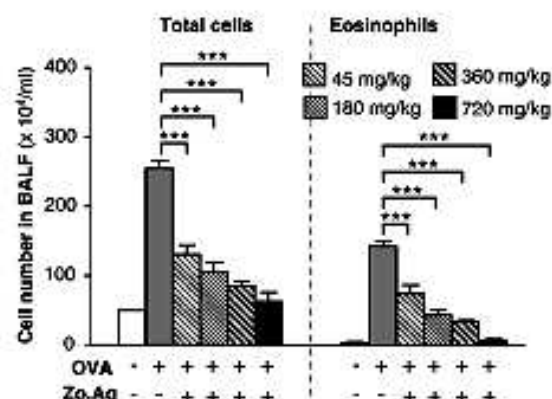 Total cells
Eosinophils
Cell number in BALF (x 10⁴/ml)
400
300
200
100
0
***
***
***
***
45 mg/kg
360 mg/kg
180 mg/kg
720 mg/kg
***
***
***
***
OVA - + + + + + - + + + + +
Zo.Aq - - + + + + - - + + + +